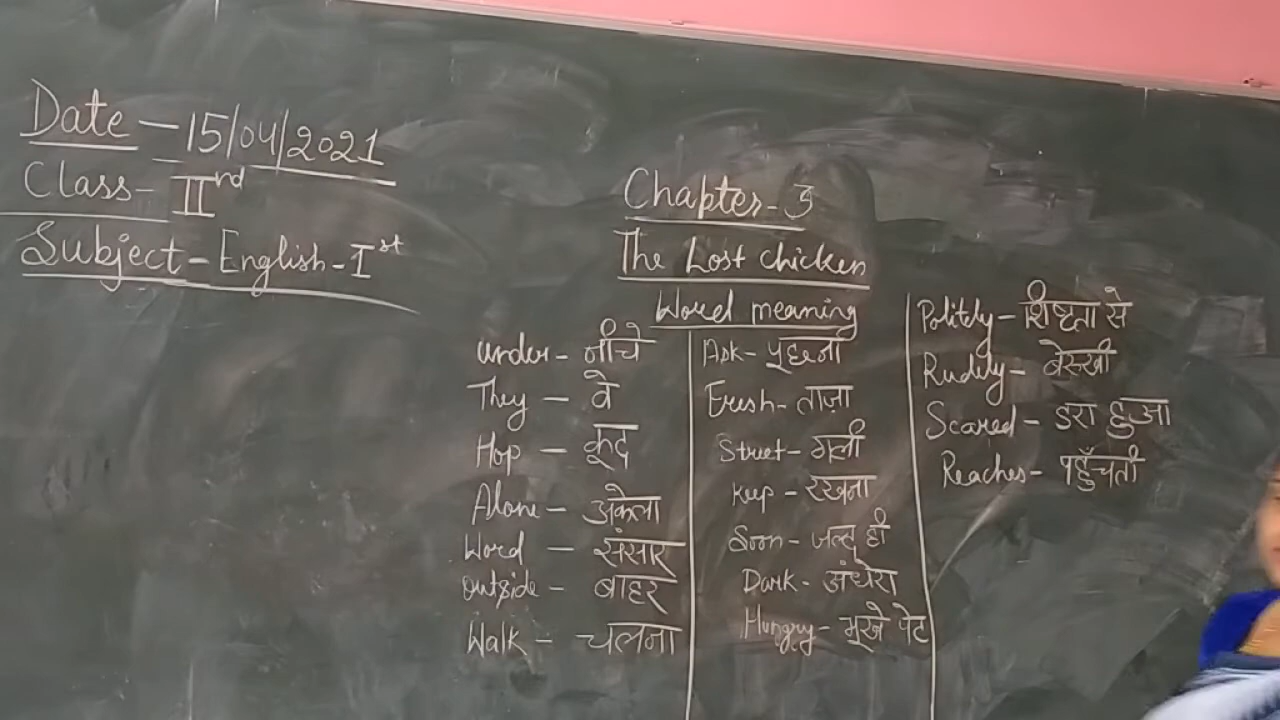 Date - 15/04/2021
Class - IIrd
Subject - English - Ist
Chapter - 3
The Lost chicken
Word meaning
under - नीचे
They - वे
Hop - कूद
Alone - अकेला
Word - संसार
outside - बाहर
Walk - चलना
Ask - पूछना
Fresh - ताज़ा
Street - गली
Keep - रखना
Soon - जल्द ही
Dark - अंधेरा
Hungry - भूखे पेट
Politely - शिष्टता से
Rudely - बेरुखी
Scared - डरा हुआ
Reaches - पहुँचती